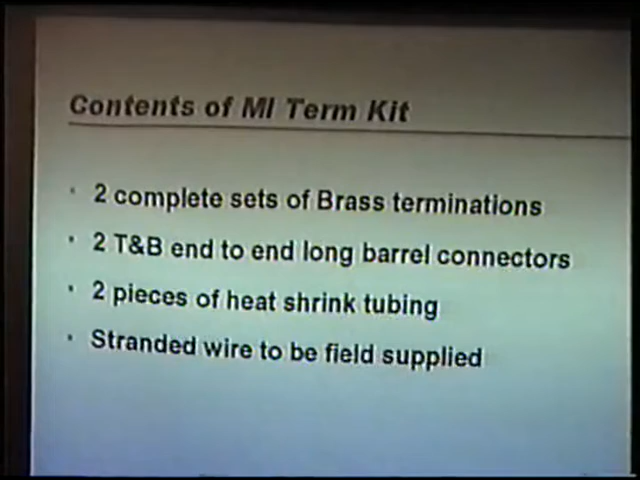 Contents of MI Term Kit
• 2 complete sets of Brass terminations
• 2 T&B end to end long barrel connectors
• 2 pieces of heat shrink tubing
• Stranded wire to be field supplied